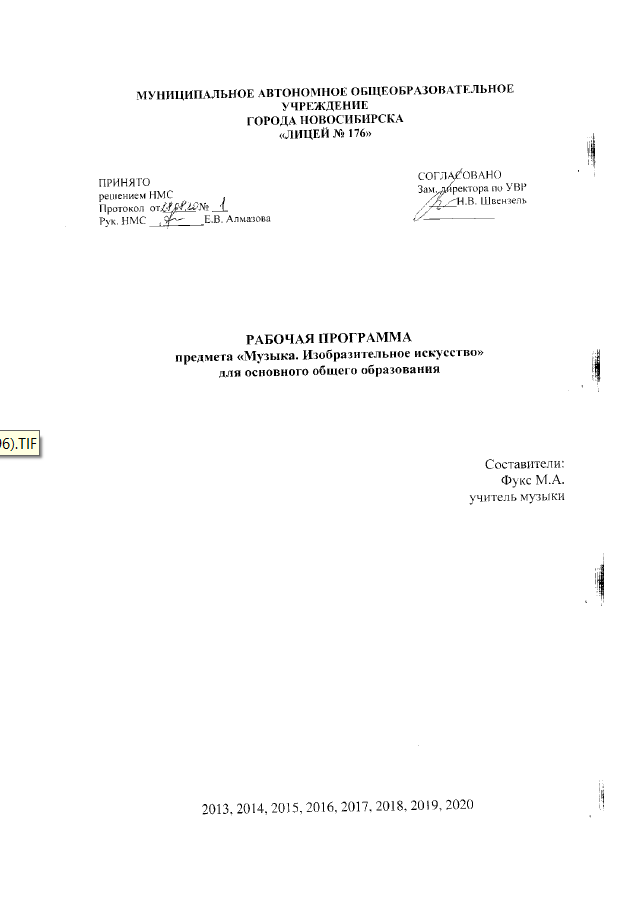 МУНИЦИПАЛЬНОЕ АВТОНОМНОЕ ОБЩЕОБРАЗОВАТЕЛЬНОЕ
УЧРЕЖДЕНИЕ
ГОРОДА НОВОСИБИРСКА
«ЛИЦЕЙ № 176»
ПРИНЯТО
решением НМС
Протокол от № 1
Рук. НМС Е.В. Алмазова
СОГЛАСОВАНО
Зам. директора по УВР
Н.В. Швензель
РАБОЧАЯ ПРОГРАММА
предмета «Музыка. Изобразительное искусство»
для основного общего образования
96).TIF
Составители:
Фукс М.А.
учитель музыки
2013, 2014, 2015, 2016, 2017, 2018, 2019, 2020